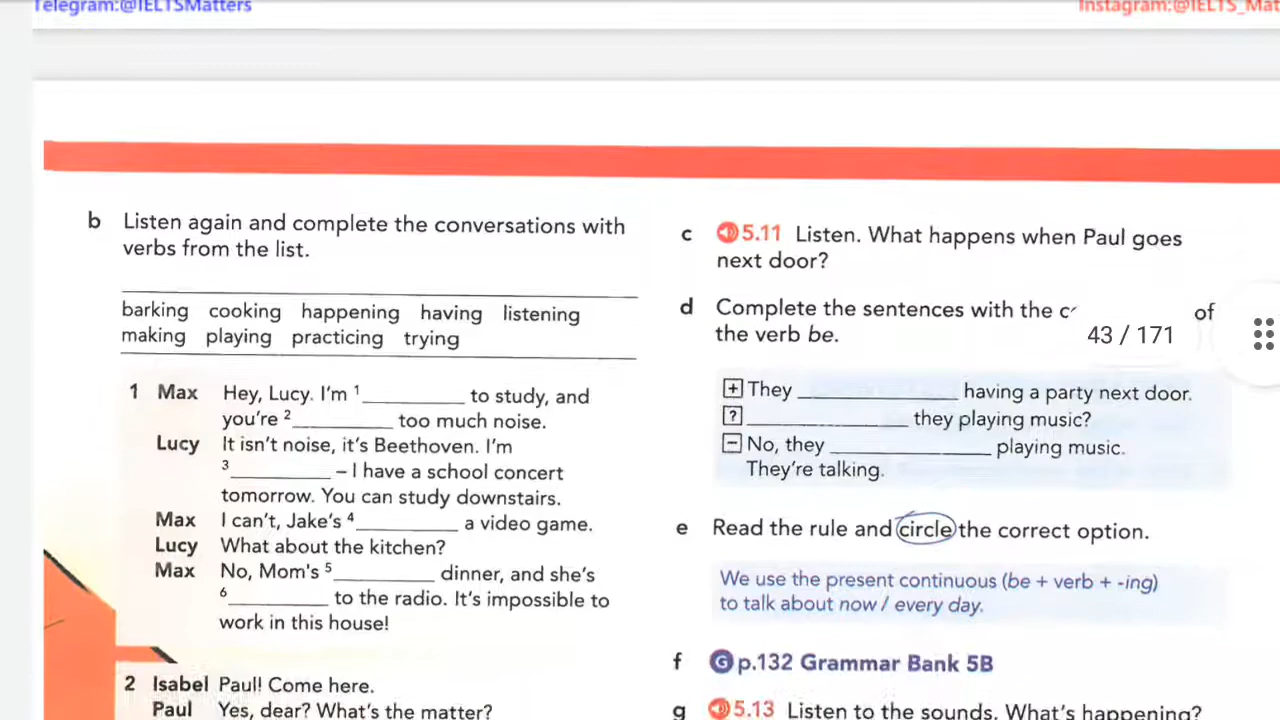 Telegram:@IELTSMatters
Instagram:@IELTS_Mat
b Listen again and complete the conversations with
verbs from the list.
barking cooking happening having listening
making playing practicing trying
1 Max Hey, Lucy. I'm 1__________ to study, and
you're 2__________ too much noise.
Lucy It isn't noise, it's Beethoven. I'm
3__________ – I have a school concert
tomorrow. You can study downstairs.
Max I can't, Jake's 4__________ a video game.
Lucy What about the kitchen?
Max No, Mom's 5__________ dinner, and she's
6__________ to the radio. It's impossible to
work in this house!
2 Isabel Paul! Come here.
Paul Yes, dear? What's the matter?
c 5.11 Listen. What happens when Paul goes
next door?
d Complete the sentences with the c of
the verb be.
43 / 171
+ They ______________ having a party next door.
? ______________ they playing music?
– No, they ______________ playing music.
They're talking.
e Read the rule and circle the correct option.
We use the present continuous (be + verb + -ing)
to talk about now / every day.
f G p.132 Grammar Bank 5B
g 5.13 Listen to the sounds. What's happening?